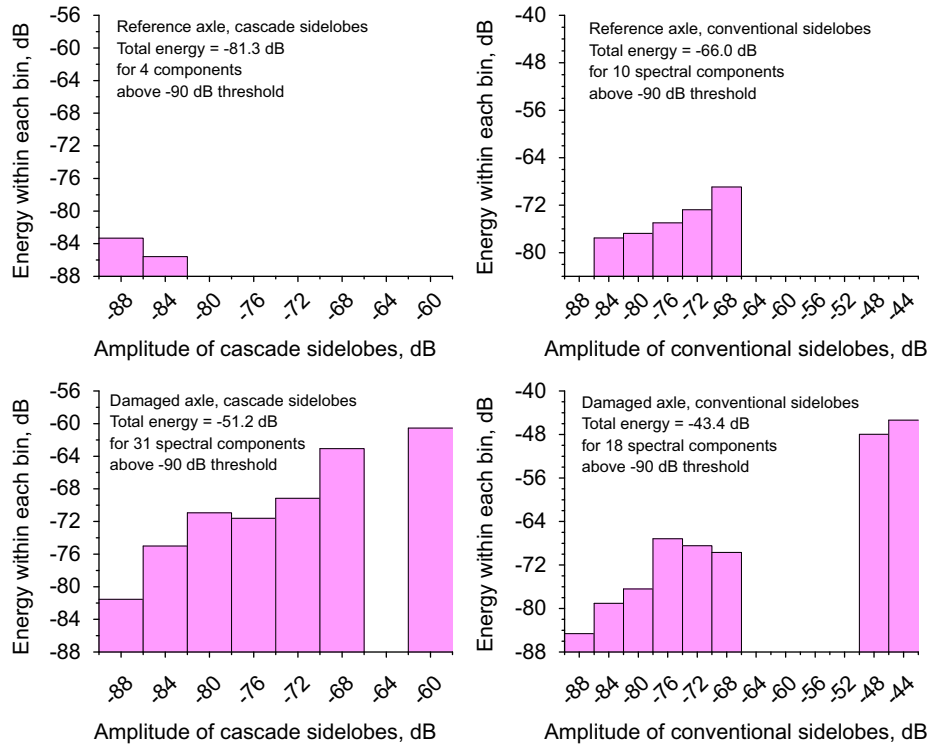 Energy within each bin, dB
-56
-60
-64
-68
-72
-76
-80
-84
-88
Reference axle, cascade sidelobes
Total energy = -81.3 dB
for 4 components
above -90 dB threshold
-88
-84
-80
-76
-72
-68
-64
-60
Amplitude of cascade sidelobes, dB
Energy within each bin, dB
-40
-48
-56
-64
-72
-80
Reference axle, conventional sidelobes
Total energy = -66.0 dB
for 10 spectral components
above -90 dB threshold
-88
-84
-80
-76
-72
-68
-64
-60
-56
-52
-48
-44
Amplitude of conventional sidelobes, dB
Energy within each bin, dB
-56
-60
-64
-68
-72
-76
-80
-84
-88
Damaged axle, cascade sidelobes
Total energy = -51.2 dB
for 31 spectral components
above -90 dB threshold
-88
-84
-80
-76
-72
-68
-64
-60
Amplitude of cascade sidelobes, dB
Energy within each bin, dB
-40
-48
-56
-64
-72
-80
-88
Damaged axle, conventional sidelobes
Total energy = -43.4 dB
for 18 spectral components
above -90 dB threshold
-88
-84
-80
-76
-72
-68
-64
-60
-56
-52
-48
-44
Amplitude of conventional sidelobes, dB